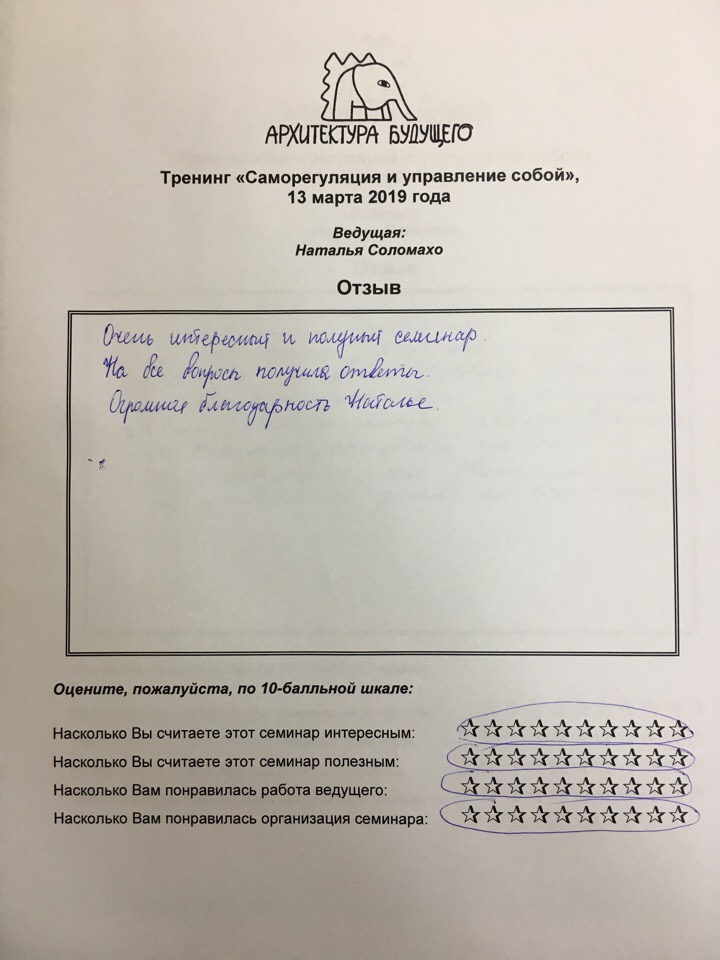 АРХИТЕКТУРА БУДУЩЕГО
Тренинг «Саморегуляция и управление собой»,
13 марта 2019 года
Ведущая:
Наталья Соломахо
Отзыв
Очень интересный и полный семинар.
На все вопросы получила ответы.
Огромная благодарность Наталье.
Оцените, пожалуйста, по 10-балльной шкале:
Насколько Вы считаете этот семинар интересным: ☆☆☆☆☆☆☆☆☆☆
Насколько Вы считаете этот семинар полезным: ☆☆☆☆☆☆☆☆☆☆
Насколько Вам понравилась работа ведущего: ☆☆☆☆☆☆☆☆☆☆
Насколько Вам понравилась организация семинара: ☆☆☆☆☆☆☆☆☆☆